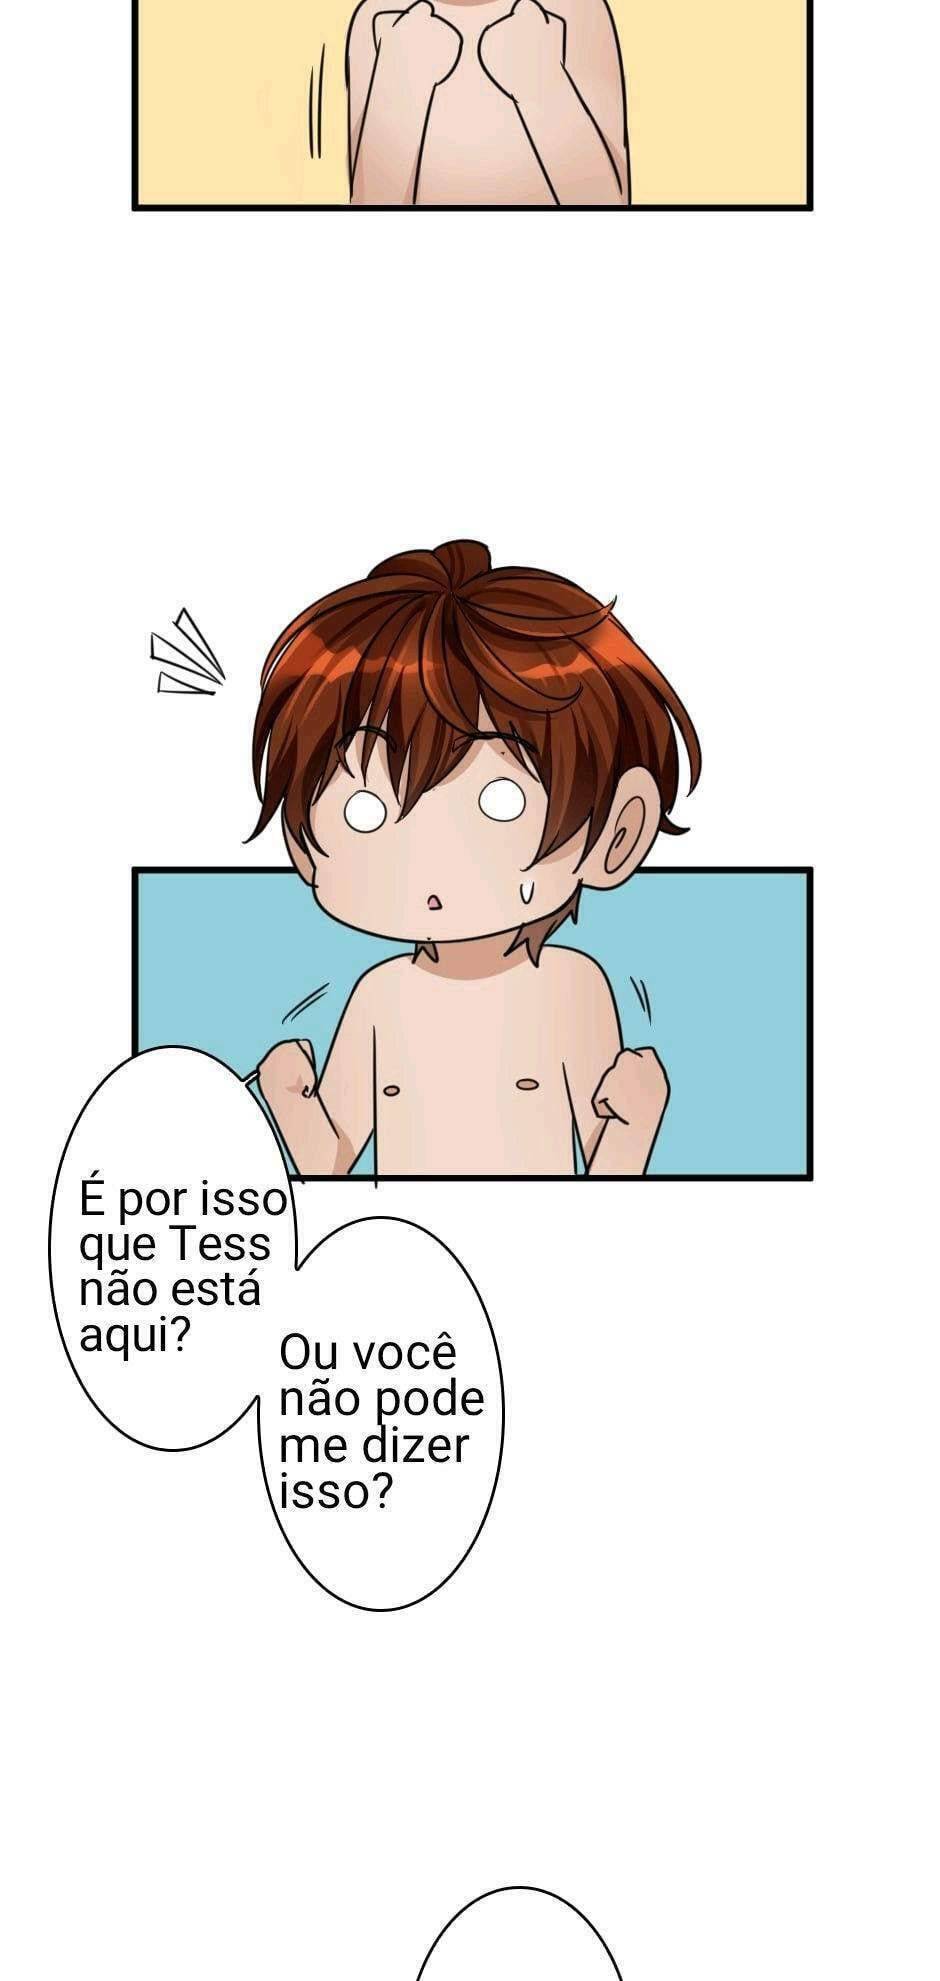 É por isso
que Tess
não está
aqui?
Ou você
não pode
me dizer
isso?